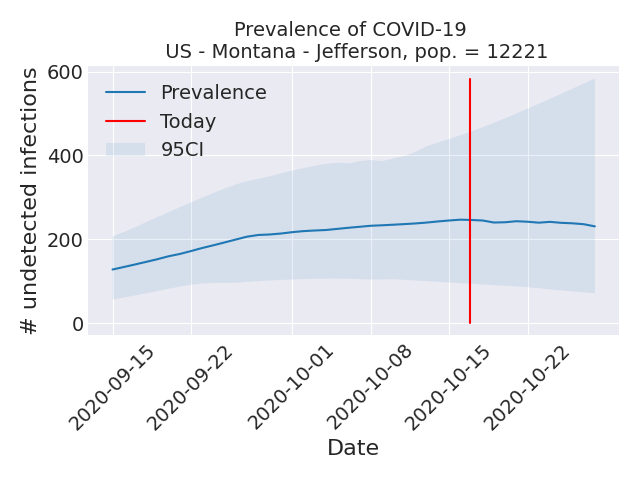 Prevalence of COVID-19
US - Montana - Jefferson, pop. = 12221
# undetected infections
600
400
200
0
Prevalence
Today
95CI
2020-09-15
2020-09-22
2020-10-01
2020-10-08
2020-10-15
2020-10-22
Date